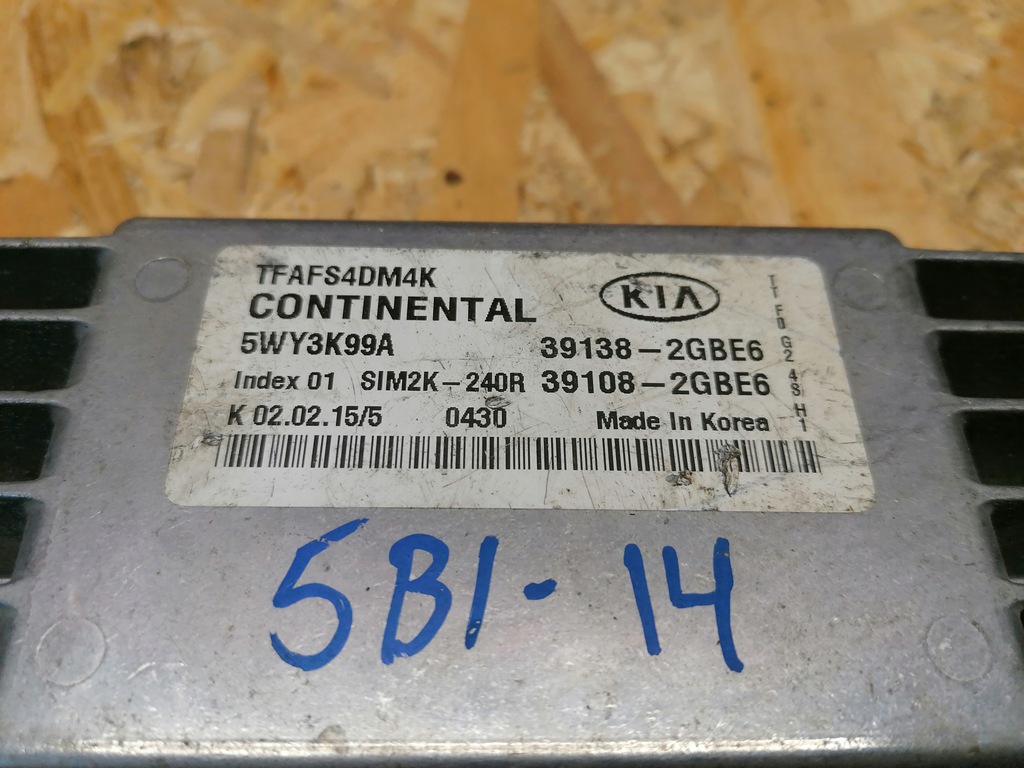 TFAFS4DM4K
CONTINENTAL KIA
5WY3K99A 39138-2GBE6
Index 01 SIM2K-240R 39108-2GBE6
K 02.02.15/5 0430 Made In Korea
TTFDG24SH1
5B1-14